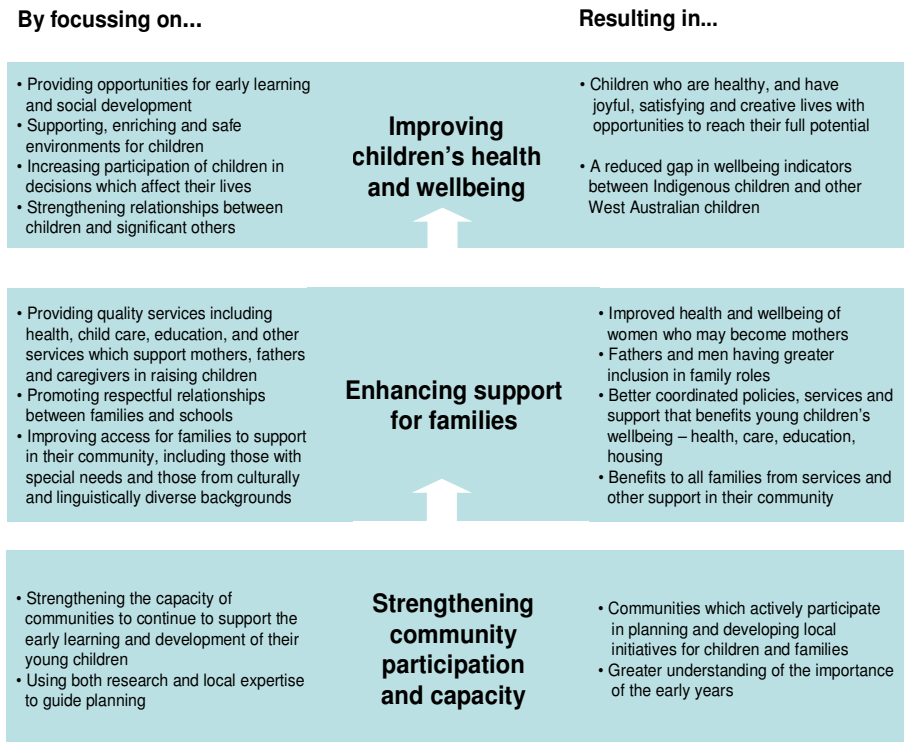 By focussing on...
Resulting in...
• Providing opportunities for early learning
and social development
• Supporting, enriching and safe
environments for children
• Increasing participation of children in
decisions which affect their lives
• Strengthening relationships between
children and significant others
Improving
children’s health
and wellbeing
• Children who are healthy, and have
joyful, satisfying and creative lives with
opportunities to reach their full potential
• A reduced gap in wellbeing indicators
between Indigenous children and other
West Australian children
• Providing quality services including
health, child care, education, and other
services which support mothers, fathers
and caregivers in raising children
• Promoting respectful relationships
between families and schools
• Improving access for families to support
in their community, including those with
special needs and those from culturally
and linguistically diverse backgrounds
Enhancing support
for families
• Improved health and wellbeing of
women who may become mothers
• Fathers and men having greater
inclusion in family roles
• Better coordinated policies, services and
support that benefits young children’s
wellbeing – health, care, education,
housing
• Benefits to all families from services and
other support in their community
• Strengthening the capacity of
communities to continue to support the
early learning and development of their
young children
• Using both research and local expertise
to guide planning
Strengthening
community
participation
and capacity
• Communities which actively participate
in planning and developing local
initiatives for children and families
• Greater understanding of the importance
of the early years